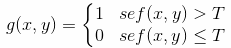 g(x, y) = { 1 sef(x, y) > T
0 sef(x, y) ≤ T